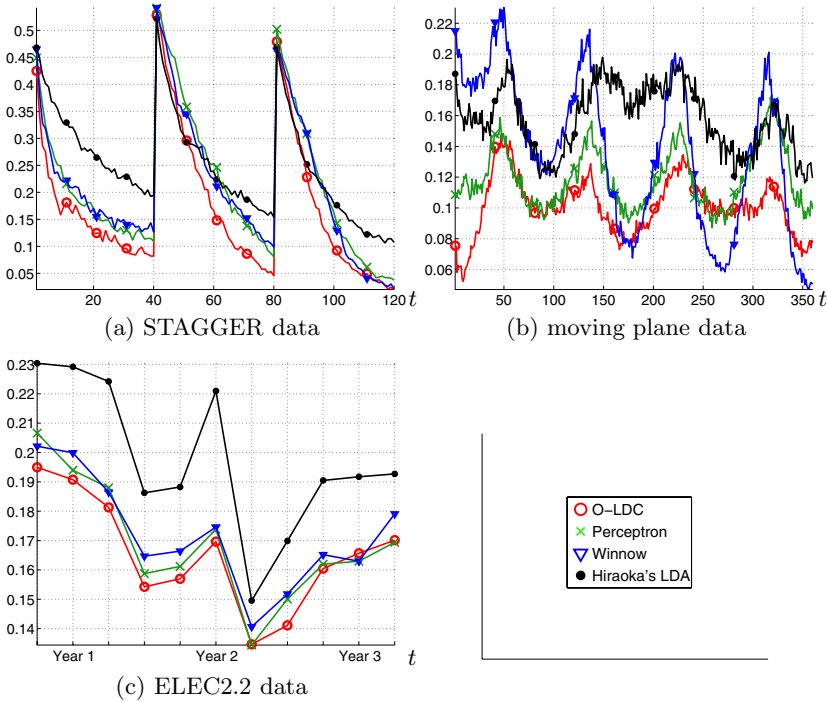 0.5
0.45
0.4
0.35
0.3
0.25
0.2
0.15
0.1
0.05
20 40 60 80 100 120 t
(a) STAGGER data
0.22
0.2
0.18
0.16
0.14
0.12
0.1
0.08
0.06
50 100 150 200 250 300 350 t
(b) moving plane data
0.23
0.22
0.21
0.2
0.19
0.18
0.17
0.16
0.15
0.14
Year 1 Year 2 Year 3 t
(c) ELEC2.2 data
O−LDC
Perceptron
Winnow
Hiraoka's LDA